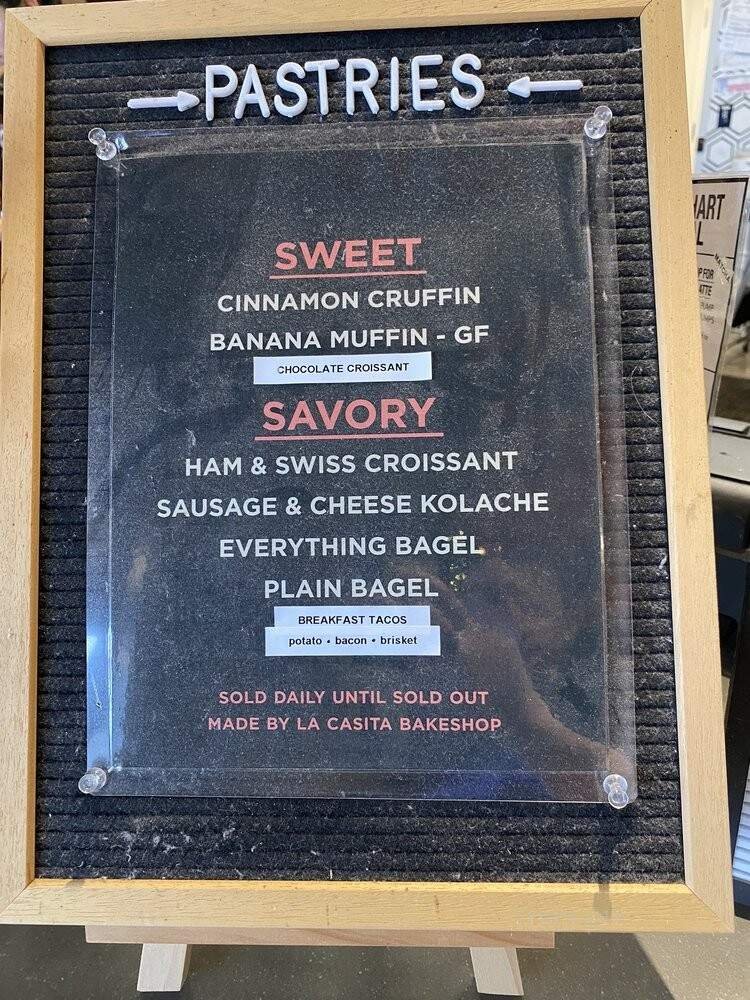 →PASTRIES←
SWEET
CINNAMON CRUFFIN
BANANA MUFFIN - GF
CHOCOLATE CROISSANT
SAVORY
HAM & SWISS CROISSANT
SAUSAGE & CHEESE KOLACHE
EVERYTHING BAGEL
PLAIN BAGEL
BREAKFAST TACOS
potato • bacon • brisket
SOLD DAILY UNTIL SOLD OUT
MADE BY LA CASITA BAKESHOP